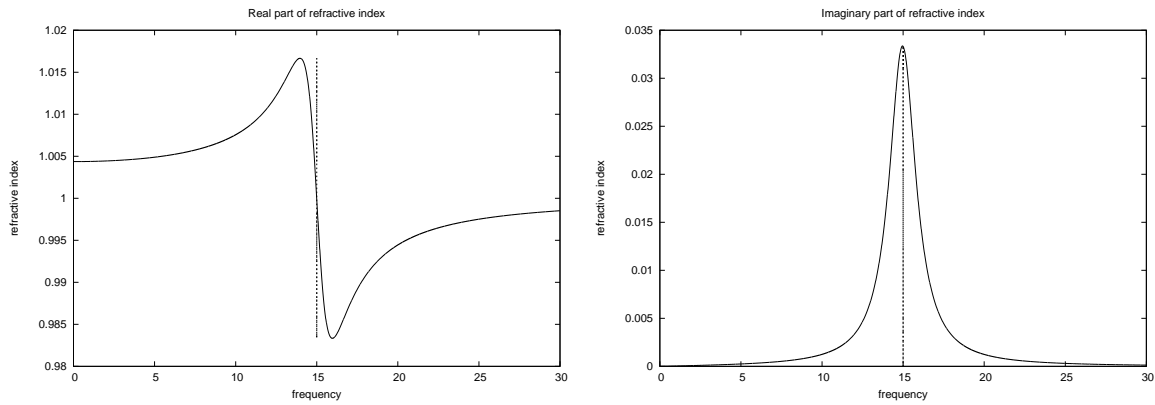 Real part of refractive index
1.02
1.015
1.01
1.005
1
0.995
0.99
0.985
0.98
refractive index
0 5 10 15 20 25 30
frequency
Imaginary part of refractive index
0.035
0.03
0.025
0.02
0.015
0.01
0.005
0
refractive index
0 5 10 15 20 25 30
frequency